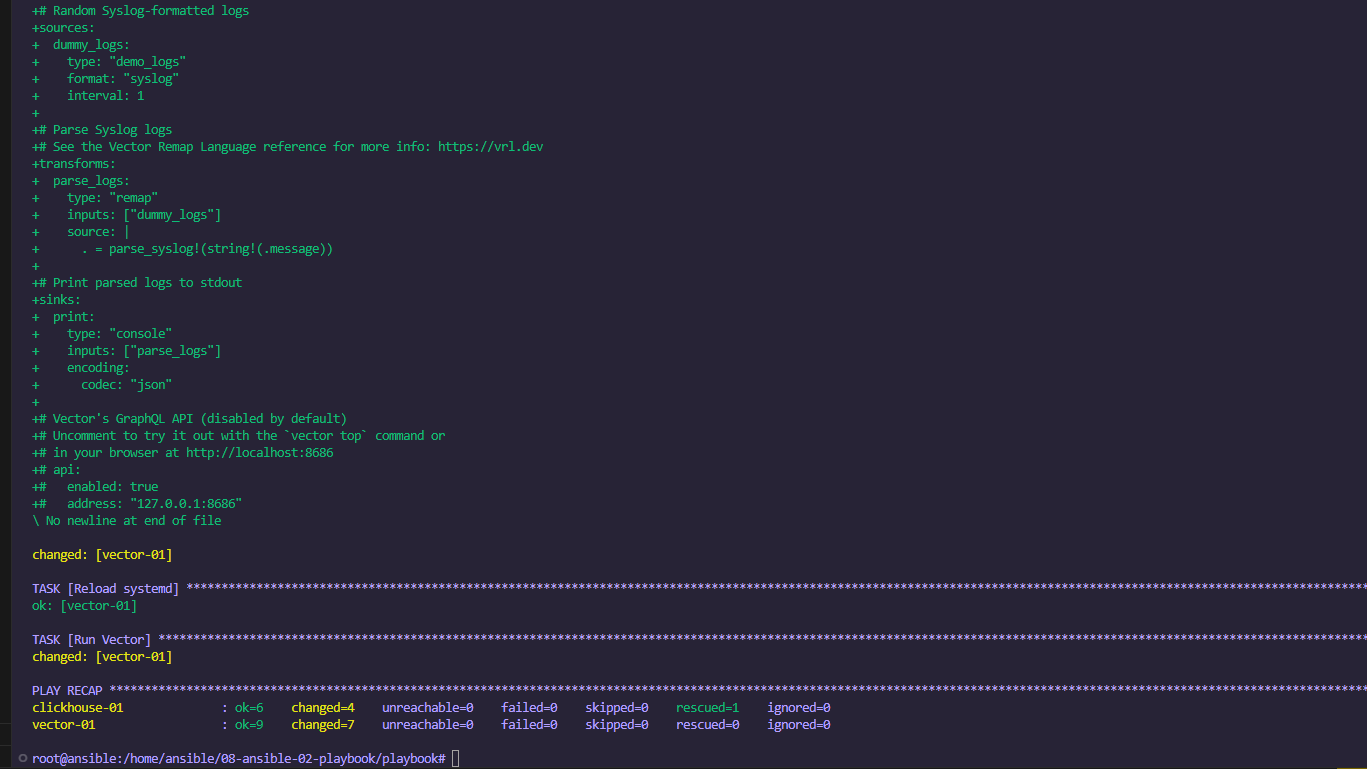 +# Random Syslog-formatted logs
+sources:
+  dummy_logs:
+    type: "demo_logs"
+    format: "syslog"
+    interval: 1
+
+# Parse Syslog logs
+# See the Vector Remap Language reference for more info: https://vrl.dev
+transforms:
+  parse_logs:
+    type: "remap"
+    inputs: ["dummy_logs"]
+    source: |
+      . = parse_syslog!(string!(.message))
+
+# Print parsed logs to stdout
+sinks:
+  print:
+    type: "console"
+    inputs: ["parse_logs"]
+    encoding:
+      codec: "json"
+
+# Vector's GraphQL API (disabled by default)
+# Uncomment to try it out with the `vector top` command or
+# in your browser at http://localhost:8686
+# api:
+#   enabled: true
+#   address: "127.0.0.1:8686"
\ No newline at end of file
changed: [vector-01]
TASK [Reload systemd] ****************************************************************************************************************************************************************************
ok: [vector-01]
TASK [Run Vector] ********************************************************************************************************************************************************************************
changed: [vector-01]
PLAY RECAP ***************************************************************************************************************************************************************************************
clickhouse-01              : ok=6    changed=4    unreachable=0    failed=0    skipped=0    rescued=1    ignored=0
vector-01                  : ok=9    changed=7    unreachable=0    failed=0    skipped=0    rescued=0    ignored=0
root@ansible:/home/ansible/08-ansible-02-playbook/playbook#